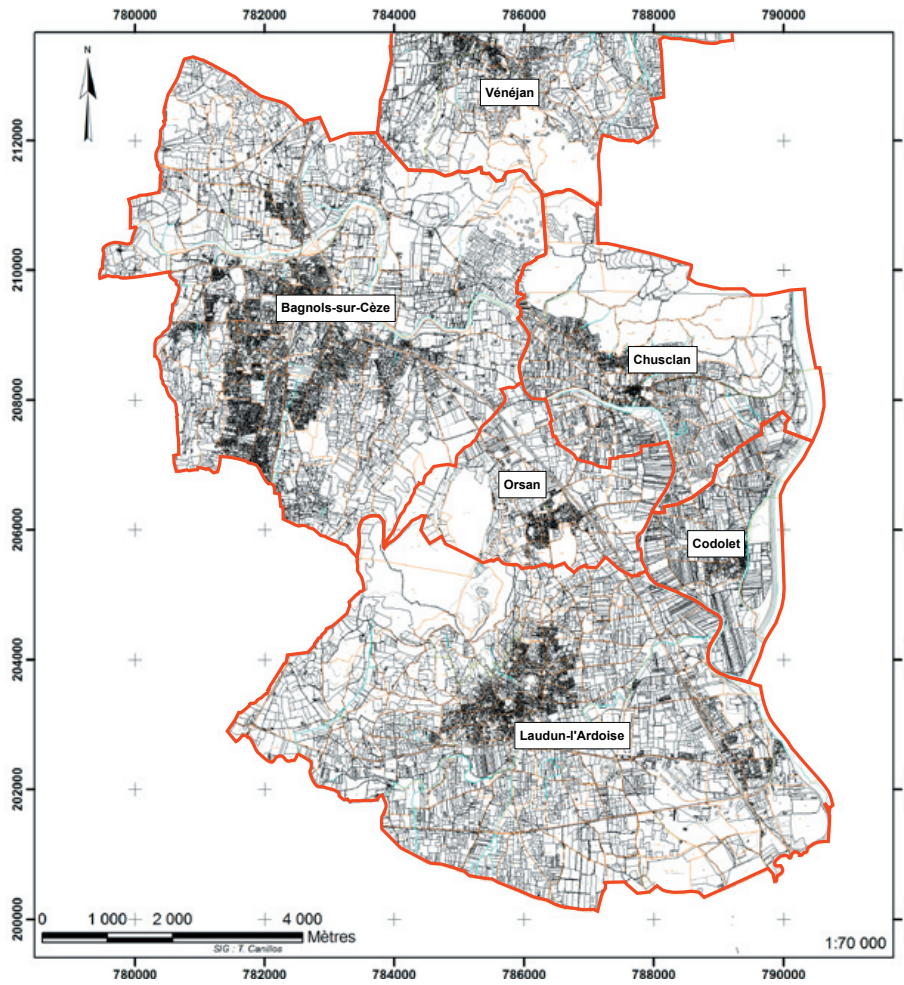 780000 782000 784000 786000 788000 790000
N
Vénéjan
212000
210000
Bagnols-sur-Cèze
Chusclan
208000
Orsan
206000
Codolet
204000
Laudun-l'Ardoise
202000
200000
0 1 000 2 000 4 000
Mètres
SIG : T. Canillos
1:70 000
780000 782000 784000 786000 788000 790000